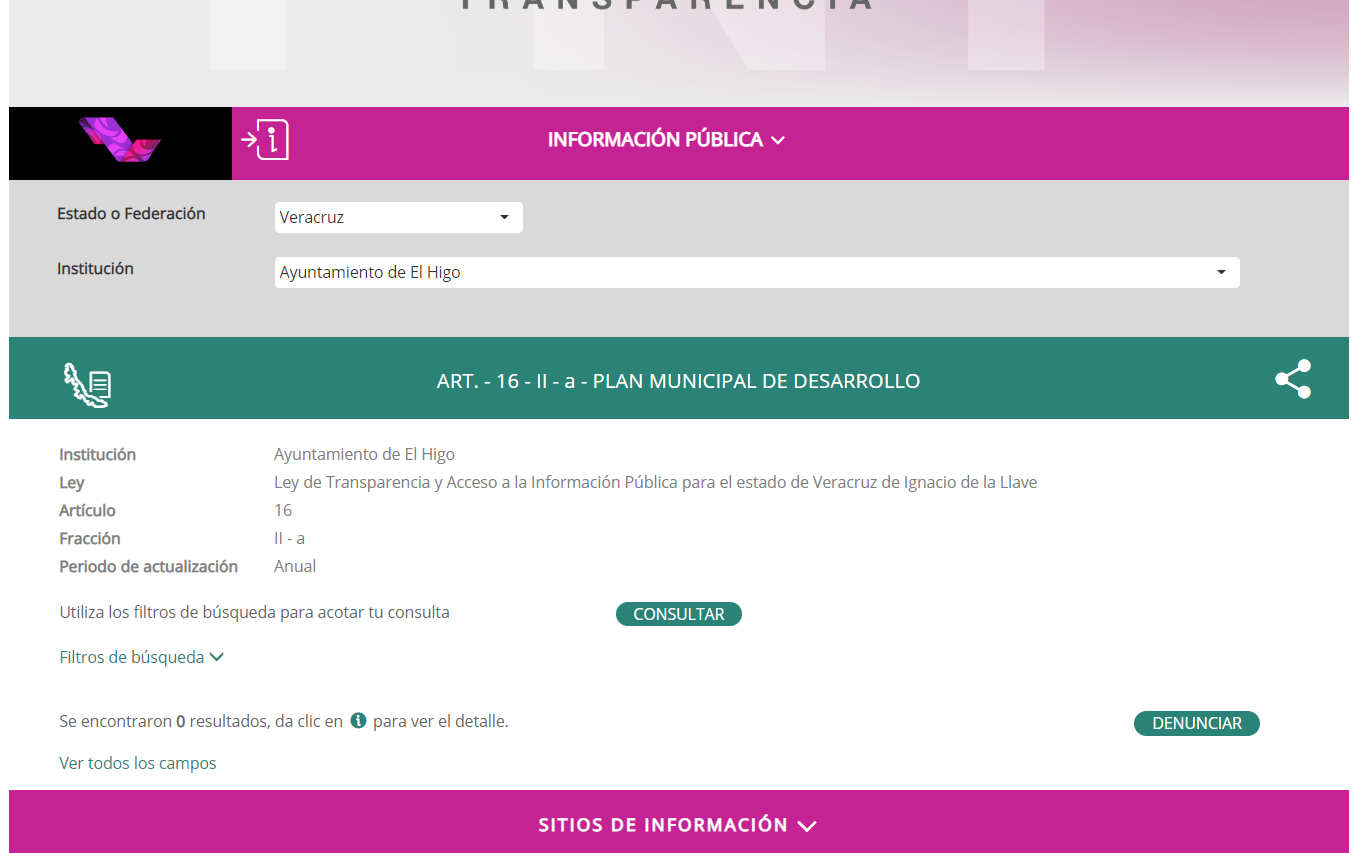 TRANSPARENCIA
INFORMACIÓN PÚBLICA
Estado o Federación
Veracruz
Institución
Ayuntamiento de El Higo
ART. - 16 - II - a - PLAN MUNICIPAL DE DESARROLLO
Institución Ayuntamiento de El Higo
Ley Ley de Transparencia y Acceso a la Información Pública para el estado de Veracruz de Ignacio de la Llave
Artículo 16
Fracción II - a
Periodo de actualización Anual
Utiliza los filtros de búsqueda para acotar tu consulta CONSULTAR
Filtros de búsqueda
Se encontraron 0 resultados, da clic en i para ver el detalle. DENUNCIAR
Ver todos los campos
SITIOS DE INFORMACIÓN